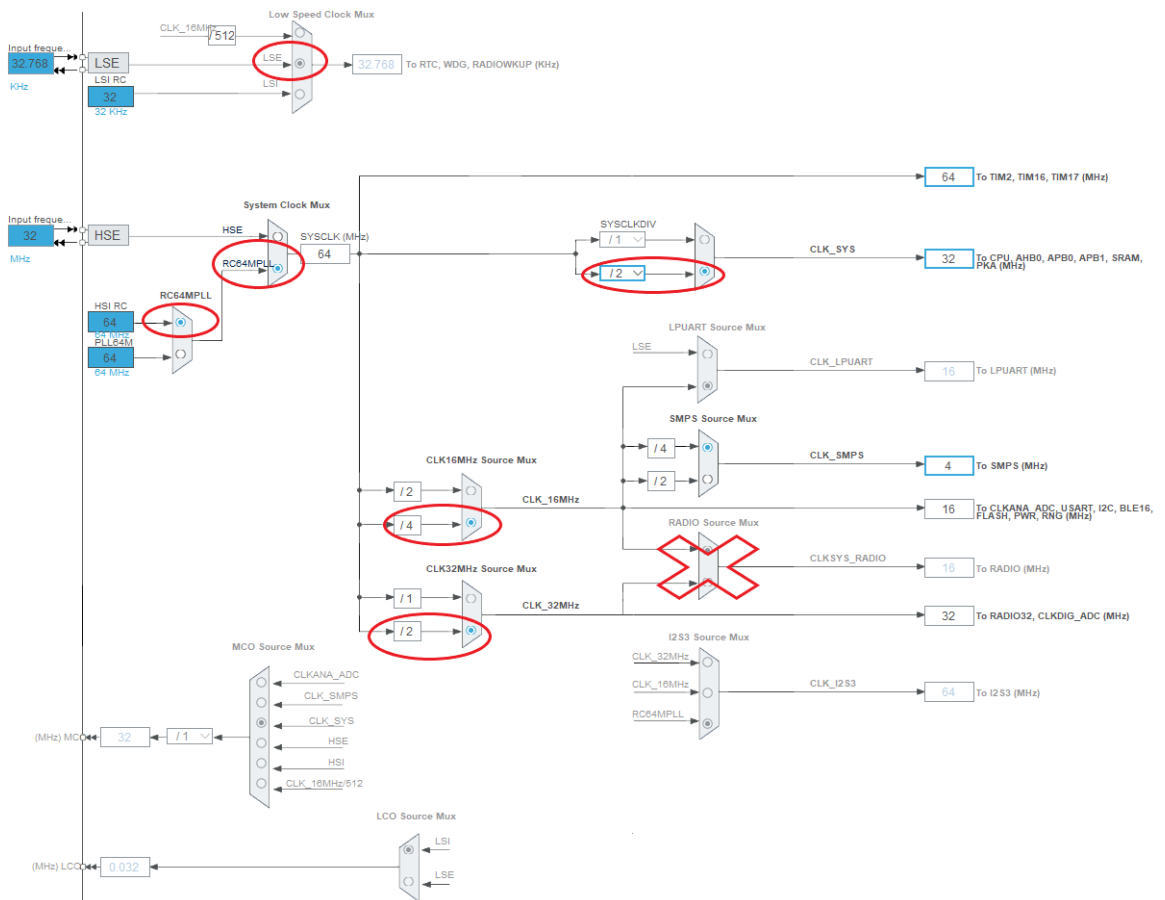 Low Speed Clock Mux
CLK_16MHz
/ 512
Input freque...
32.768
KHz
LSE
LSE
32.768
To RTC, WDG, RADIOWKUP (KHz)
LSI RC
32
32 KHz
LSI
64
To TIM2, TIM16, TIM17 (MHz)
System Clock Mux
Input freque...
32
MHz
HSE
HSE
SYSCLK (MHz)
64
RC64MPLL
SYSCLKDIV
/ 1
/ 2
CLK_SYS
32
To CPU, AHB0, APB0, APB1, SRAM,
PKA (MHz)
RC64MPLL
HSI RC
64
64 MHz
PLL64M
64
64 MHz
LPUART Source Mux
LSE
CLK_LPUART
16
To LPUART (MHz)
SMPS Source Mux
/ 4
/ 2
CLK_SMPS
4
To SMPS (MHz)
CLK16MHz Source Mux
/ 2
/ 4
CLK_16MHz
16
To CLKANA_ADC, USART, I2C, BLE16,
FLASH, PWR, RNG (MHz)
RADIO Source Mux
CLKSYS_RADIO
16
To RADIO (MHz)
CLK32MHz Source Mux
/ 1
/ 2
CLK_32MHz
32
To RADIO32, CLKDIG_ADC (MHz)
I2S3 Source Mux
CLK_32MHz
CLK_16MHz
RC64MPLL
CLK_I2S3
64
To I2S3 (MHz)
MCO Source Mux
CLKANA_ADC
CLK_SMPS
CLK_SYS
HSE
HSI
CLK_16MHz/512
(MHz) MC
32
/ 1
LCO Source Mux
LSI
LSE
(MHz) LCO
0.032